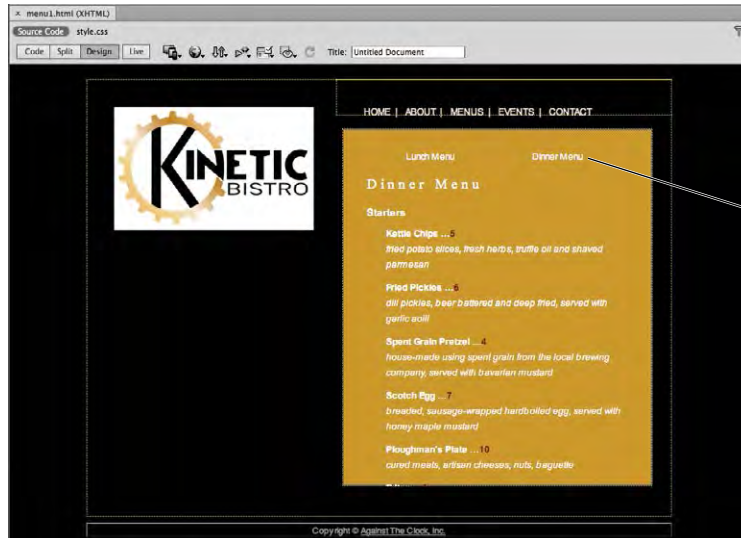 × menu1.html (XHTML)
Source Code style.css
Code Split Design Live Title: Untitled Document
HOME | ABOUT | MENUS | EVENTS | CONTACT
KINETIC
BISTRO
Lunch Menu Dinner Menu
Dinner Menu
Starters
Kettle Chips ...5
fried potato slices, fresh herbs, truffle oil and shaved
parmesan
Fried Pickles ...6
dill pickles, beer battered and deep fried, served with
garlic aoili
Spent Grain Pretzel ...4
house-made using spent grain from the local brewing
company, served with bavarian mustard
Scotch Egg ...7
breaded, sausage-wrapped hardboiled egg, served with
honey maple mustard
Ploughman's Plate ...10
cured meats, artisan cheeses, nuts, baguette
Copyright © Against The Clock, Inc.